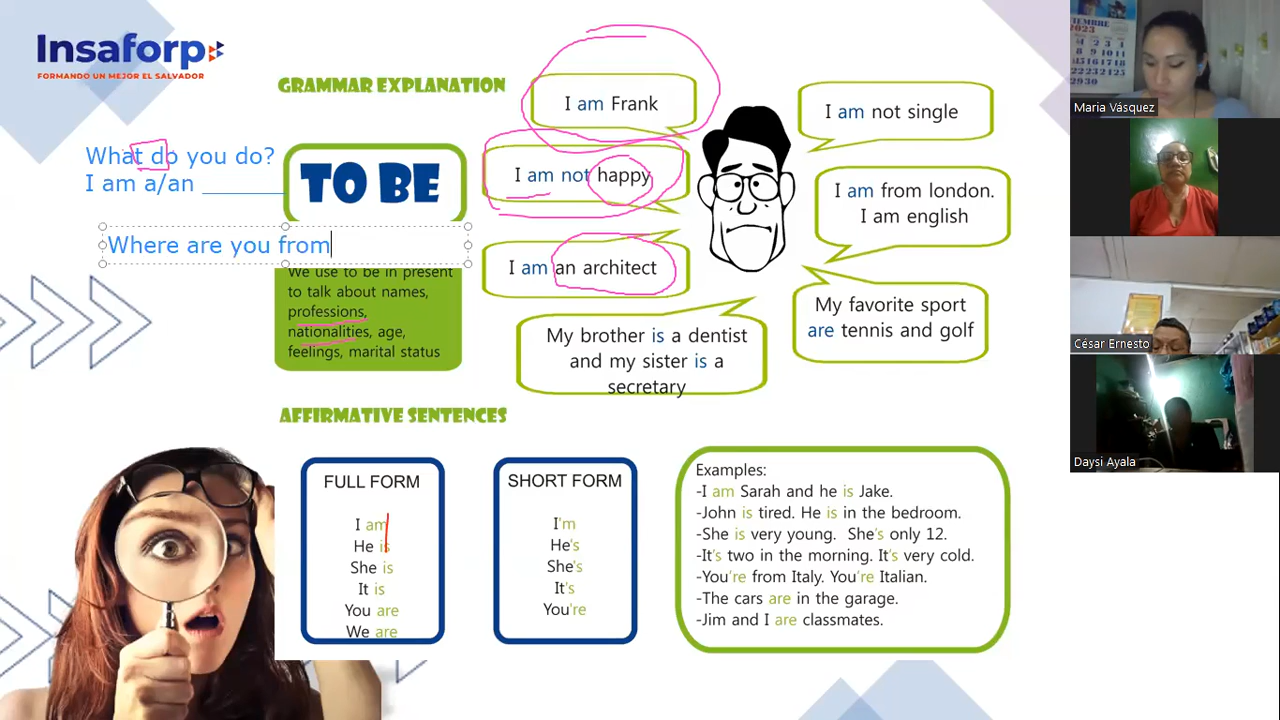 Insaforp
FORMANDO UN MEJOR EL SALVADOR
GRAMMAR EXPLANATION
What do you do?
I am a/an ________
TO BE
Where are you from
We use to be in present
to talk about names,
professions,
nationalities, age,
feelings, marital status
I am Frank
I am not happy
I am an architect
My brother is a dentist
and my sister is a
secretary
I am not single
I am from london.
I am english
My favorite sport
are tennis and golf
AFFIRMATIVE SENTENCES
FULL FORM
I am
He is
She is
It is
You are
We are
SHORT FORM
I'm
He's
She's
It's
You're
Examples:
-I am Sarah and he is Jake.
-John is tired. He is in the bedroom.
-She is very young. She's only 12.
-It's two in the morning. It's very cold.
-You're from Italy. You're Italian.
-The cars are in the garage.
-Jim and I are classmates.
2023
Maria Vásquez
César Ernesto
Daysi Ayala